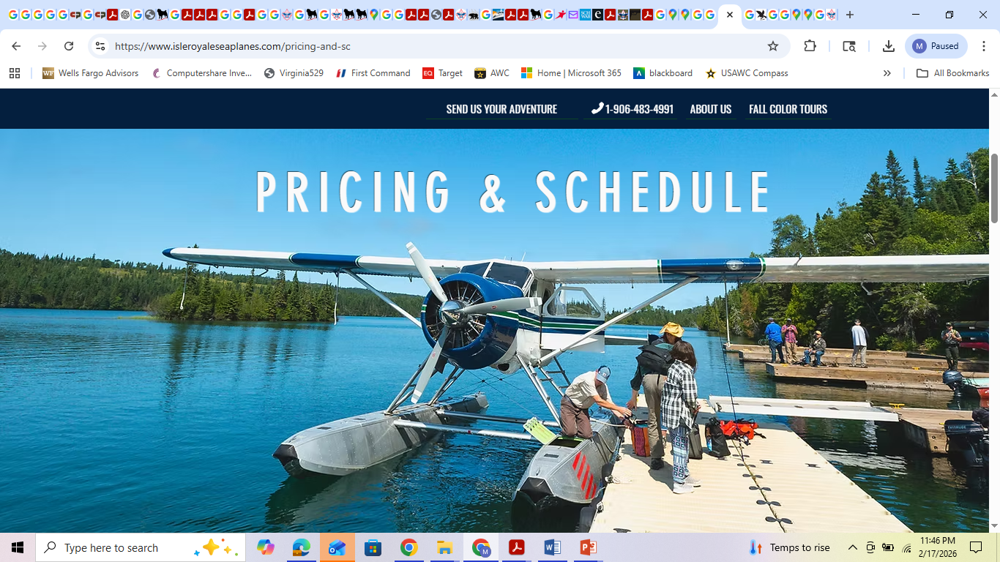 https://www.isleroyaleseaplanes.com/pricing-and-sc
M Paused
WF Wells Fargo Advisors
Computershare Inve...
Virginia529
First Command
EQ Target
AWC
Home | Microsoft 365
blackboard
USAWC Compass
All Bookmarks
SEND US YOUR ADVENTURE
1-906-483-4991
ABOUT US
FALL COLOR TOURS
PRICING & SCHEDULE
Type here to search
Temps to rise
11:46 PM
2/17/2026